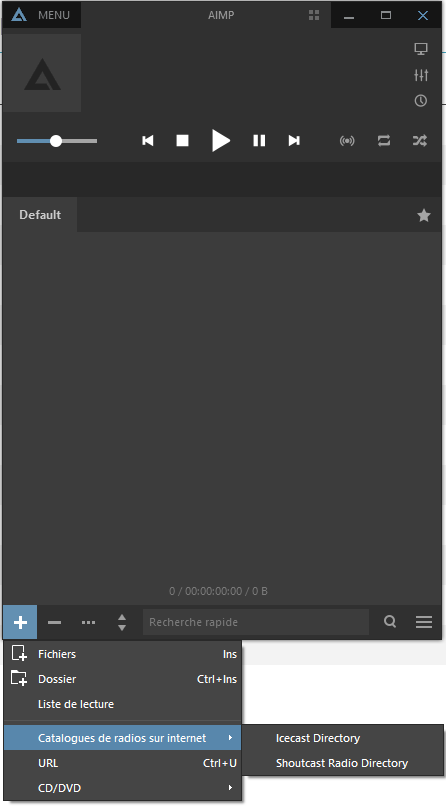 MENU AIMP
Default
0 / 00:00:00:00 / 0 B
Recherche rapide
Fichiers Ins
Dossier Ctrl+Ins
Liste de lecture
Catalogues de radios sur internet Icecast Directory
URL Ctrl+U Shoutcast Radio Directory
CD/DVD